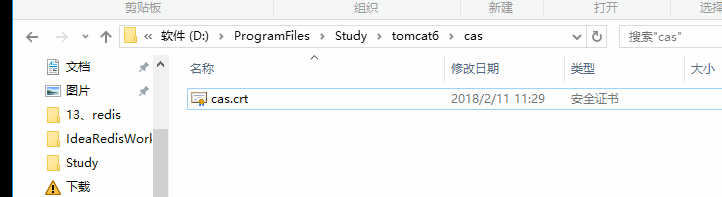 剪贴板 组织 新建 打开 选择
« 软件 (D:) > ProgramFiles > Study > tomcat6 > cas 搜索"cas"
名称 修改日期 类型 大小
文档
图片
13、redis
IdeaRedisWork
Study
下载
cas.crt 2018/2/11 11:29 安全证书